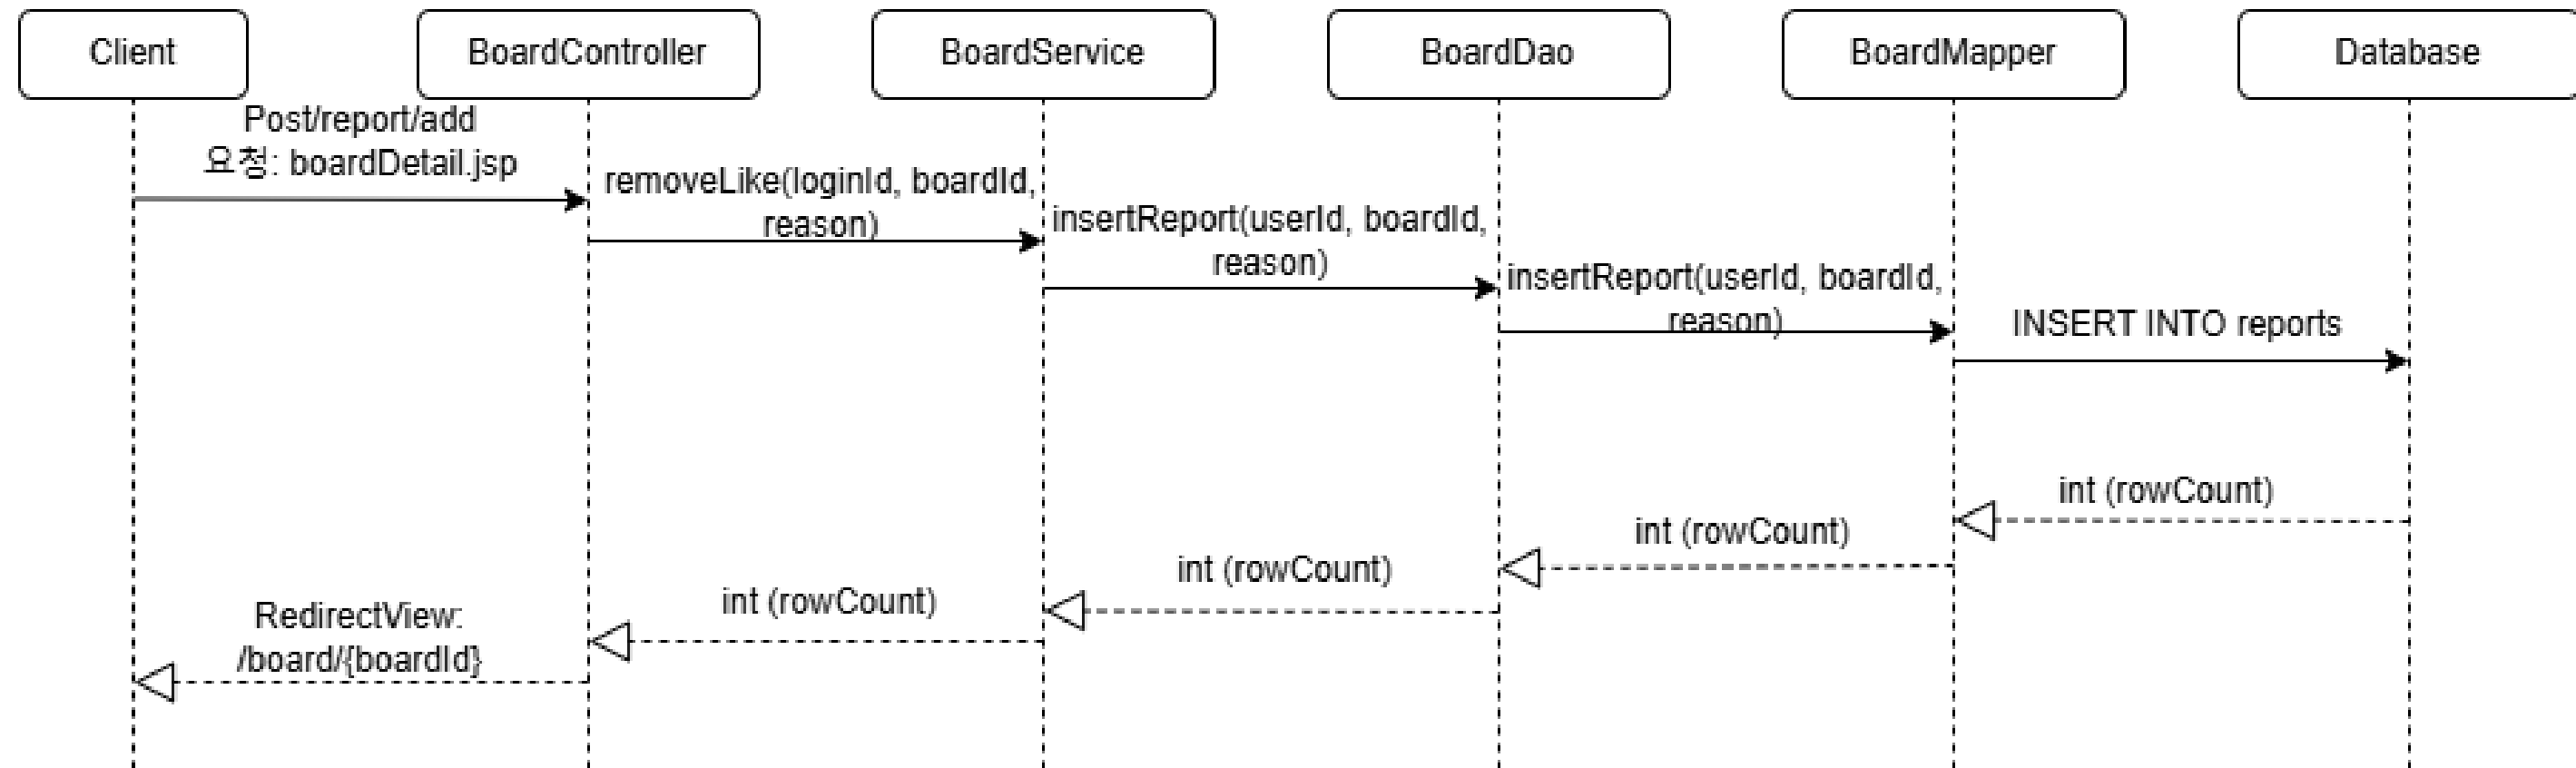 Client
BoardController
BoardService
BoardDao
BoardMapper
Database
Post/report/add
요청: boardDetail.jsp
removeLike(loginId, boardId,
reason)
insertReport(userId, boardId,
reason)
insertReport(userId, boardId,
reason)
INSERT INTO reports
int (rowCount)
int (rowCount)
int (rowCount)
int (rowCount)
RedirectView:
/board/{boardId}